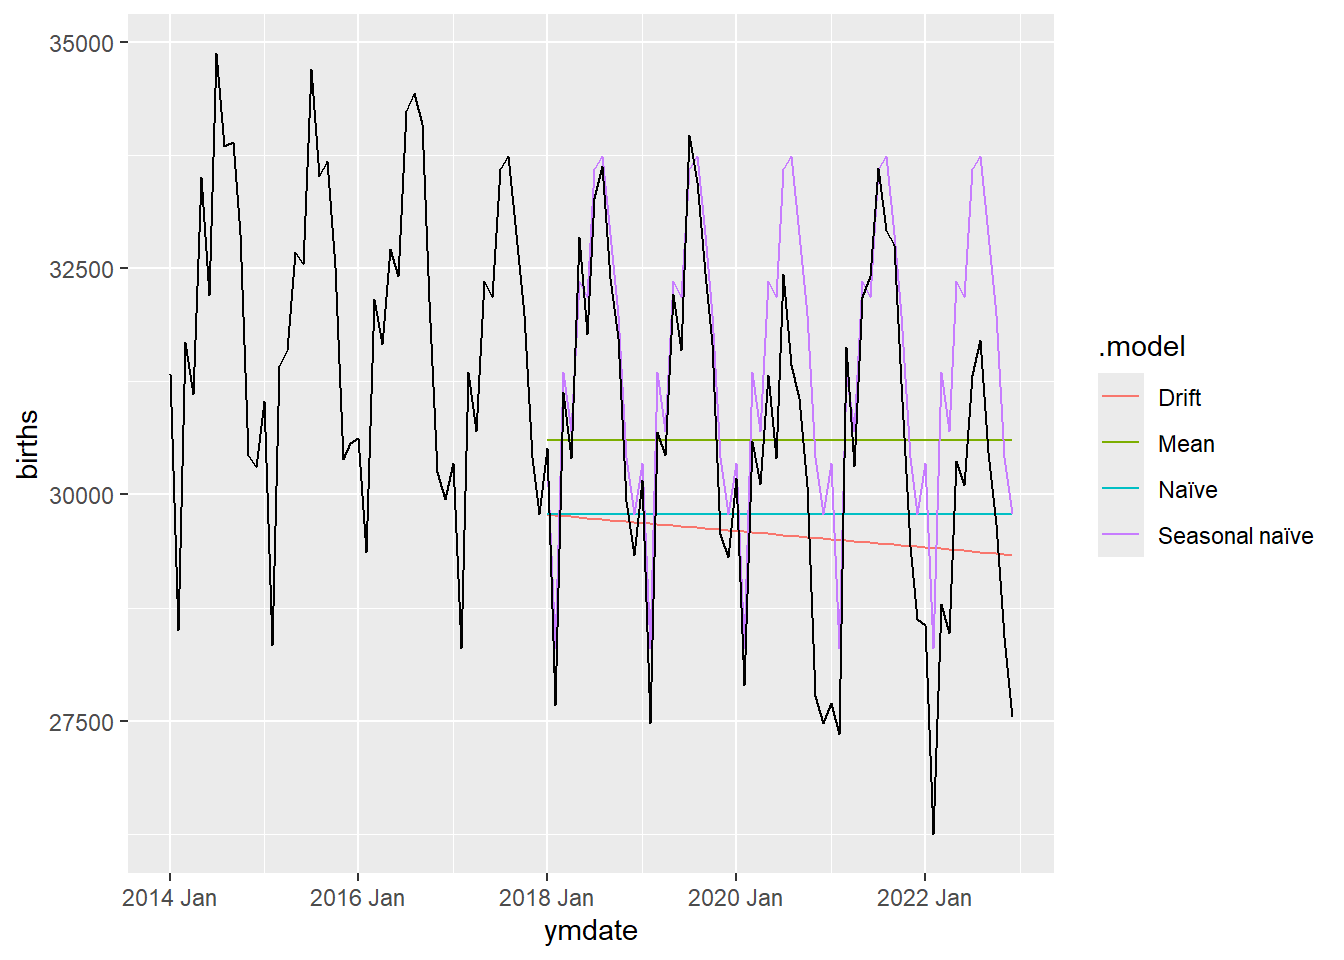 35000
32500
30000
27500
births
2014 Jan
2016 Jan
2018 Jan
2020 Jan
2022 Jan
ymdate
.model
Drift
Mean
Naïve
Seasonal naïve